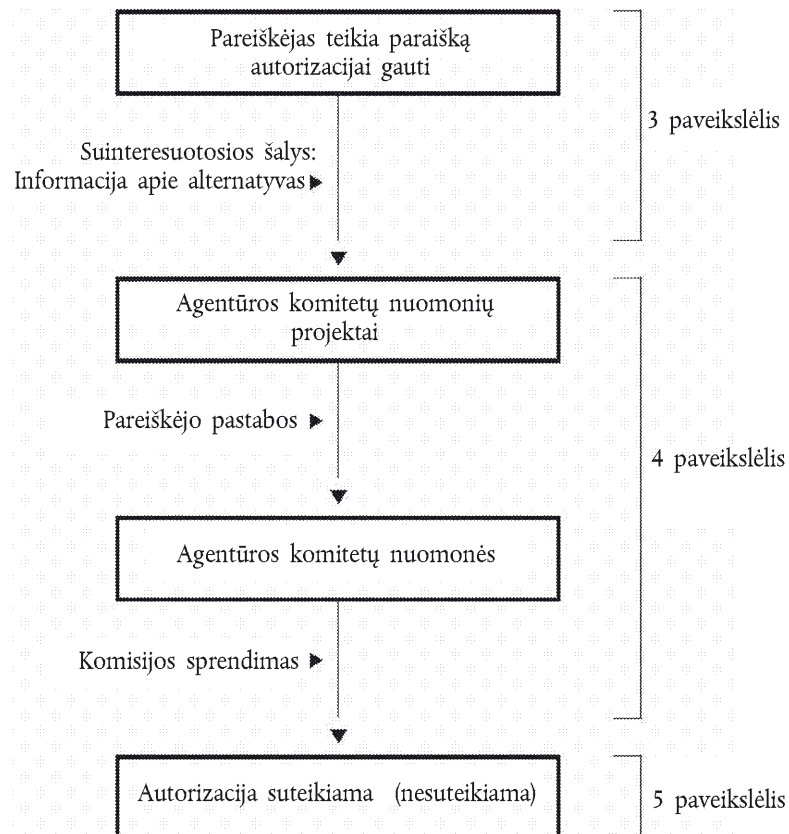 Pareiškėjas teikia paraišką
autorizacijai gauti
3 paveikslėlis
Suinteresuotosios šalys:
Informacija apie alternatyvas
Agentūros komitetų nuomonių
projektai
Pareiškėjo pastabos
4 paveikslėlis
Agentūros komitetų nuomonės
Komisijos sprendimas
Autorizacija suteikiama (nesuteikiama)
5 paveikslėlis